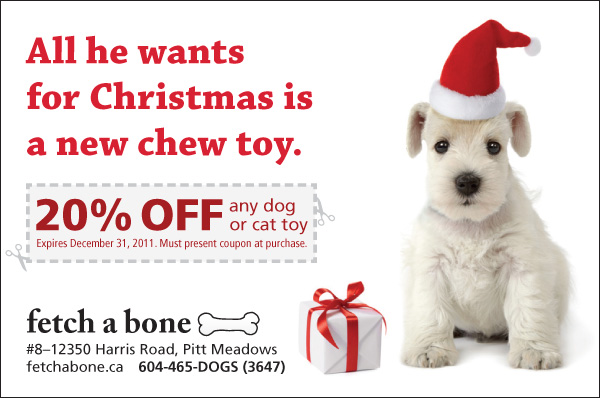 All he wants
for Christmas is
a new chew toy.
20% OFF any dog
or cat toy
Expires December 31, 2011. Must present coupon at purchase.
fetch a bone
#8–12350 Harris Road, Pitt Meadows
fetchabone.ca 604-465-DOGS (3647)